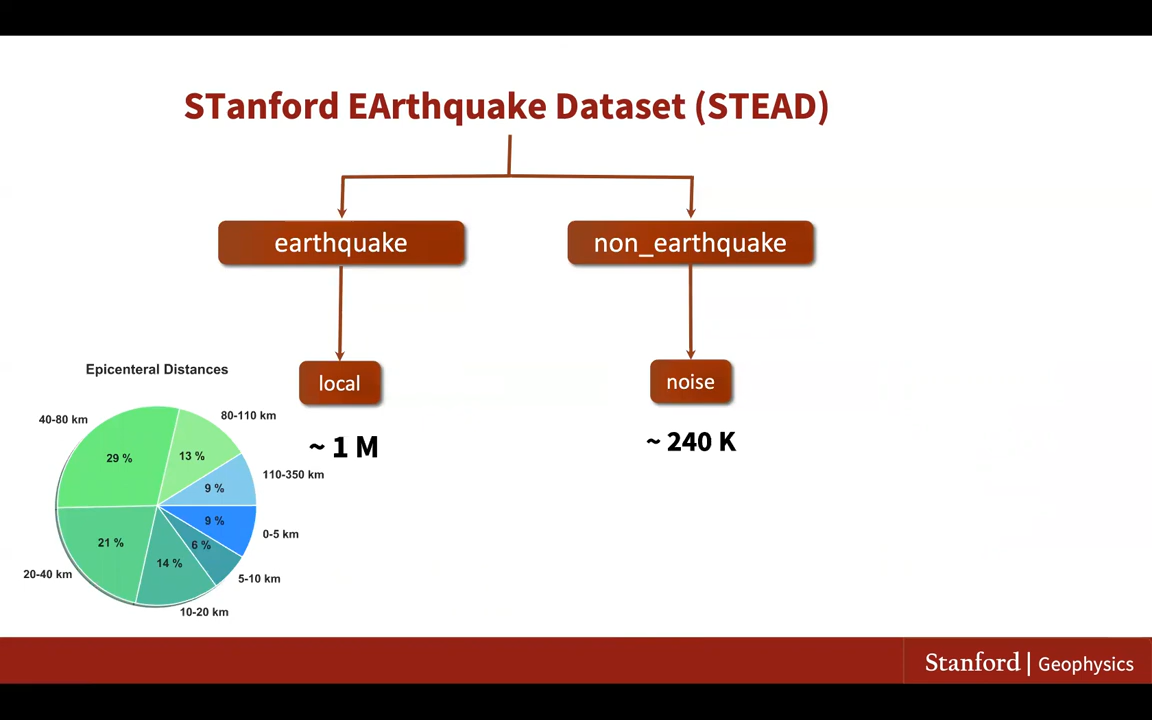 STanford EArthquake Dataset (STEAD)
earthquake
non_earthquake
local
noise
~ 1 M
~ 240 K
Epicenteral Distances
40-80 km
80-110 km
29 %
13 %
110-350 km
9 %
9 %
0-5 km
21 %
6 %
14 %
20-40 km
5-10 km
10-20 km
Stanford | Geophysics